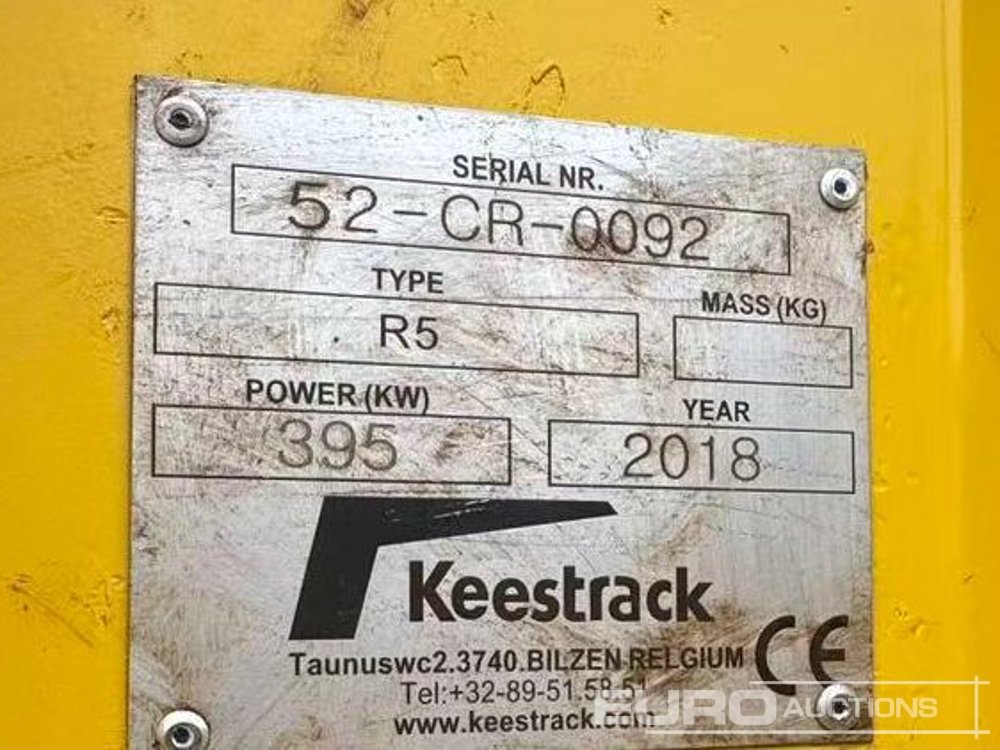 SERIAL NR.
52-CR-0092
TYPE
R5
MASS (KG)
POWER (KW)
395
YEAR
2018
Keestrack
Taunuswc2.3740.BILZEN RELGIUM
CE
Tel:+32-89-51.58.51
www.keestrack.com
EURO AUCTIONS